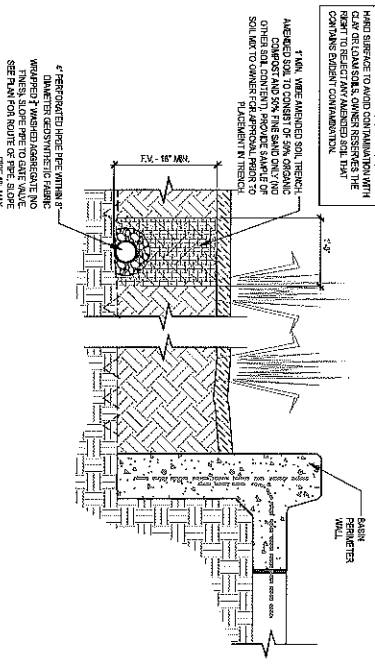 HARD SURFACE TO AVOID CONTAMINATION WITH
CLAY OR LOAM SOILS. OWNER RESERVES THE
RIGHT TO REJECT ANY AMENDED SOIL THAT
CONTAINS EVIDENT CONTAMINATION.
1' MIN. WIDE AMENDED SOIL TRENCH.
AMENDED SOIL TO CONSIST OF 50% ORGANIC
COMPOST AND 50% FINE SAND ONLY (NO
OTHER SOIL CONTENT). PROVIDE SAMPLE OF
SOIL MIX TO OWNER FOR APPROVAL PRIOR TO
PLACEMENT IN TRENCH.
4" PERFORATED HDPE PIPE WITHIN 8"
DIAMETER GEOSYNTHETIC FABRIC
WRAPPED WASHED AGGREGATE (NO
FINES). SLOPE PIPE TO GATE VALVE.
SEE PLAN FOR ROUTE OF PIPE. SLOPE
- 18" MIN.
1'-6"
BASIN
PERIMETER
WALL